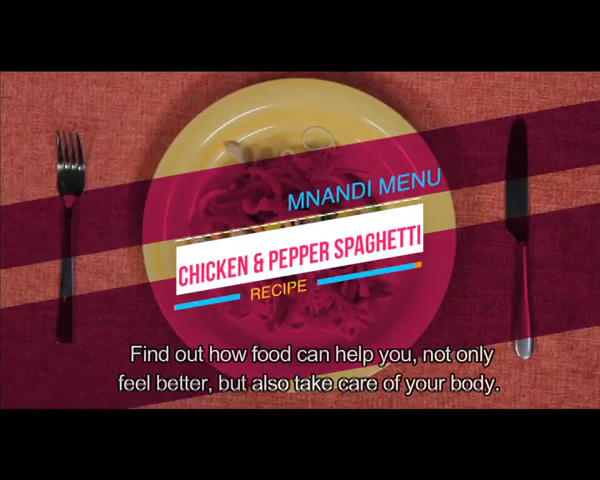 MNANDI MENU
CHICKEN & PEPPER SPAGHETTI
RECIPE
Find out how food can help you, not only
feel better, but also take care of your body.